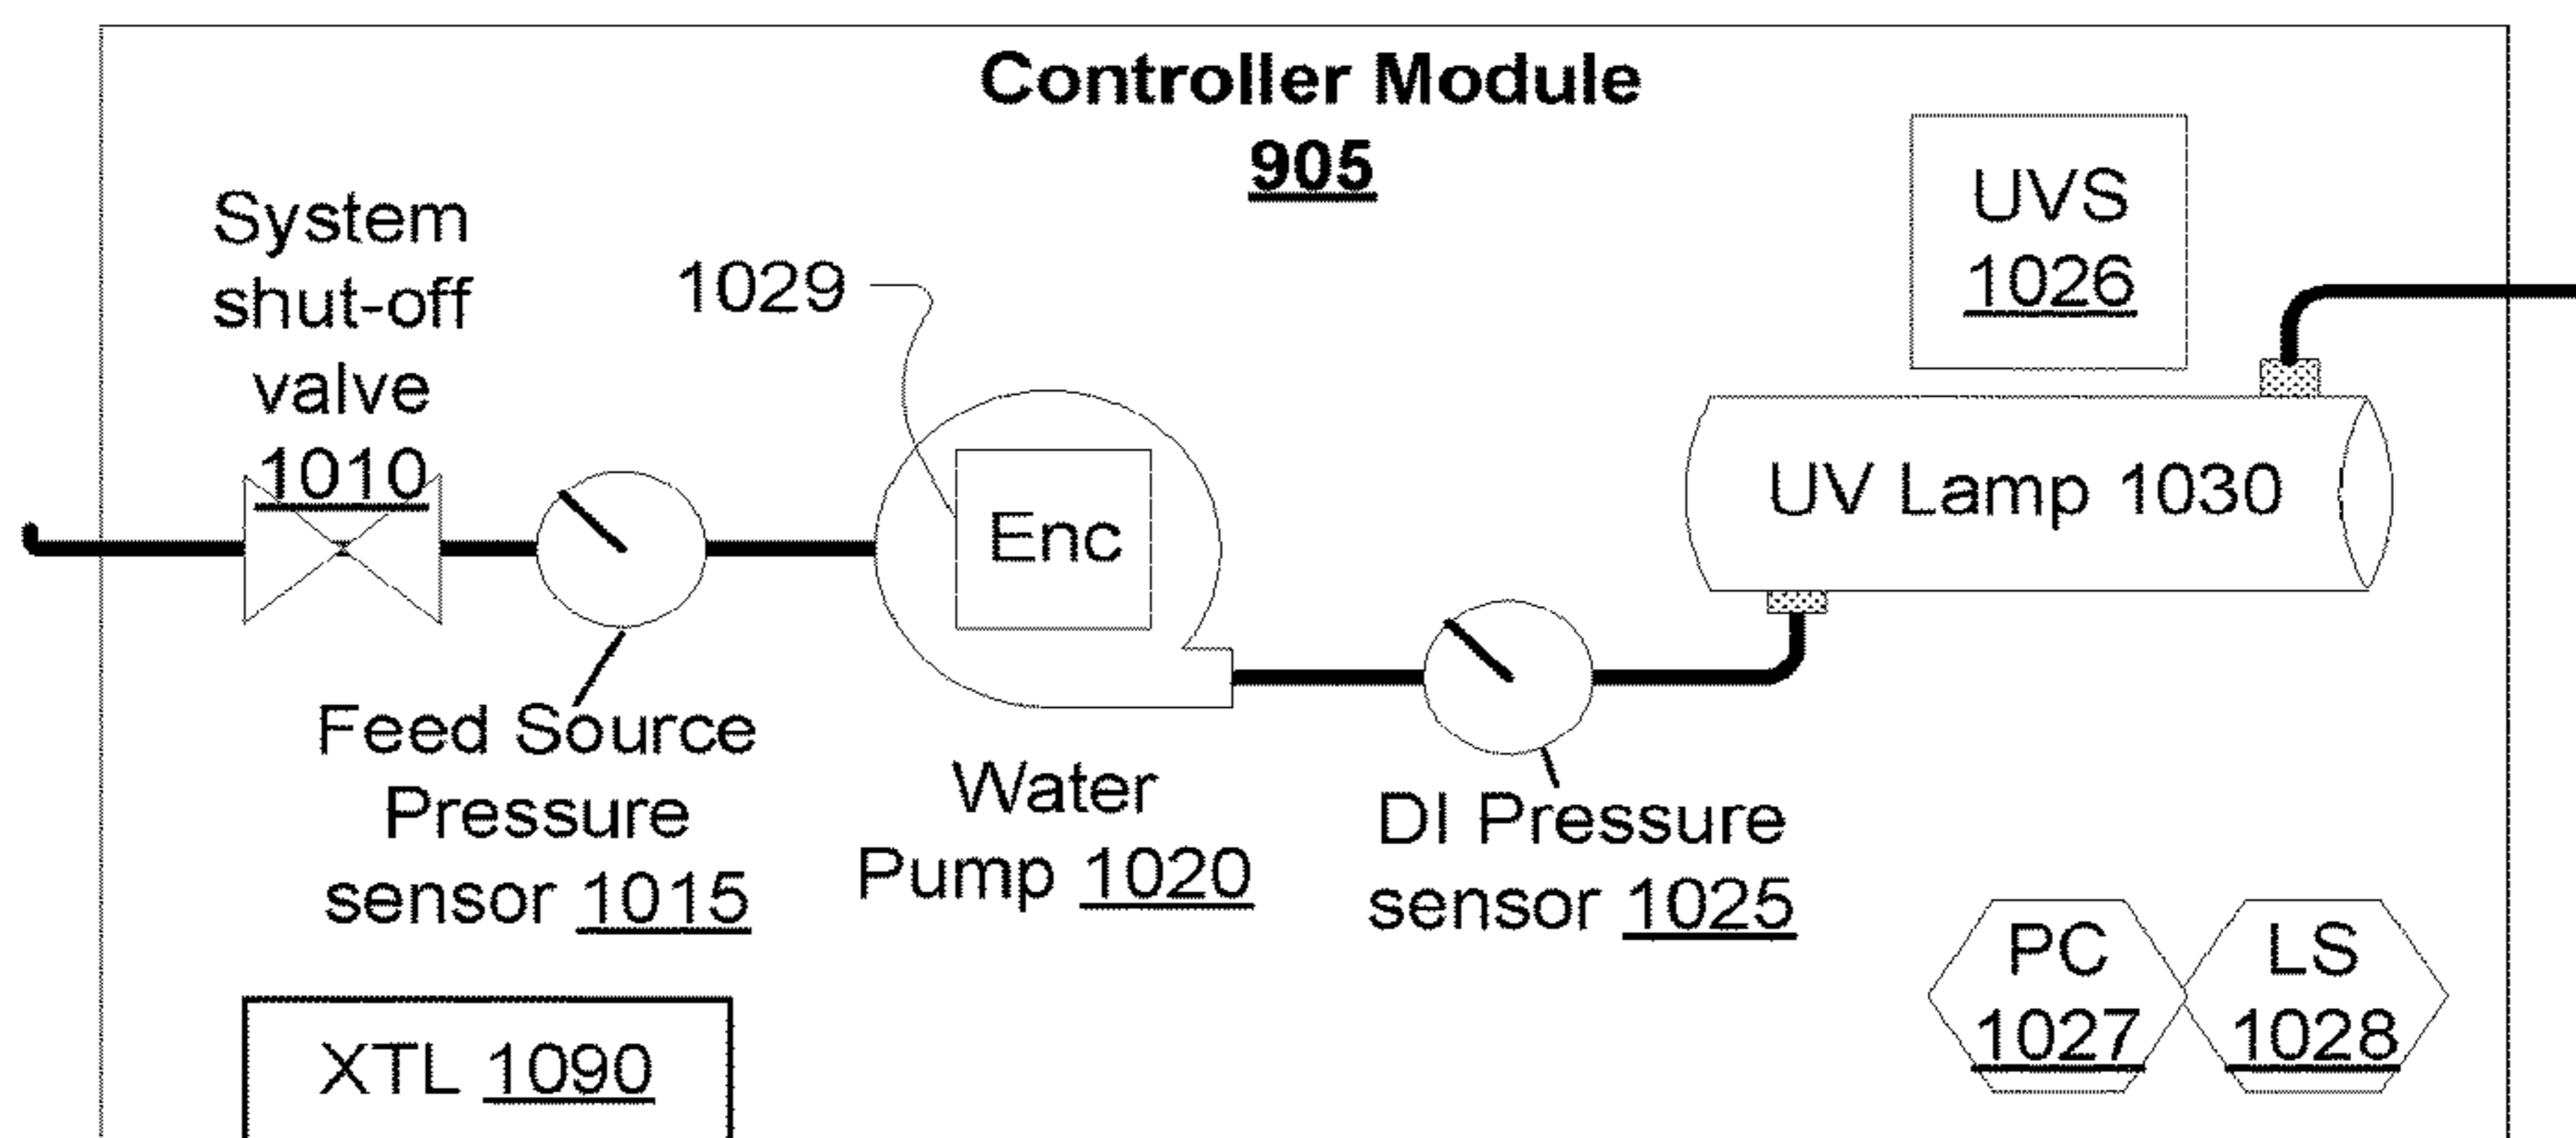 Controller Module
905
System
shut-off
valve
1010
1029
UVS
1026
Enc
UV Lamp 1030
Feed Source
Pressure
sensor 1015
Water
Pump 1020
DI Pressure
sensor 1025
PC
1027
LS
1028
XTL 1090